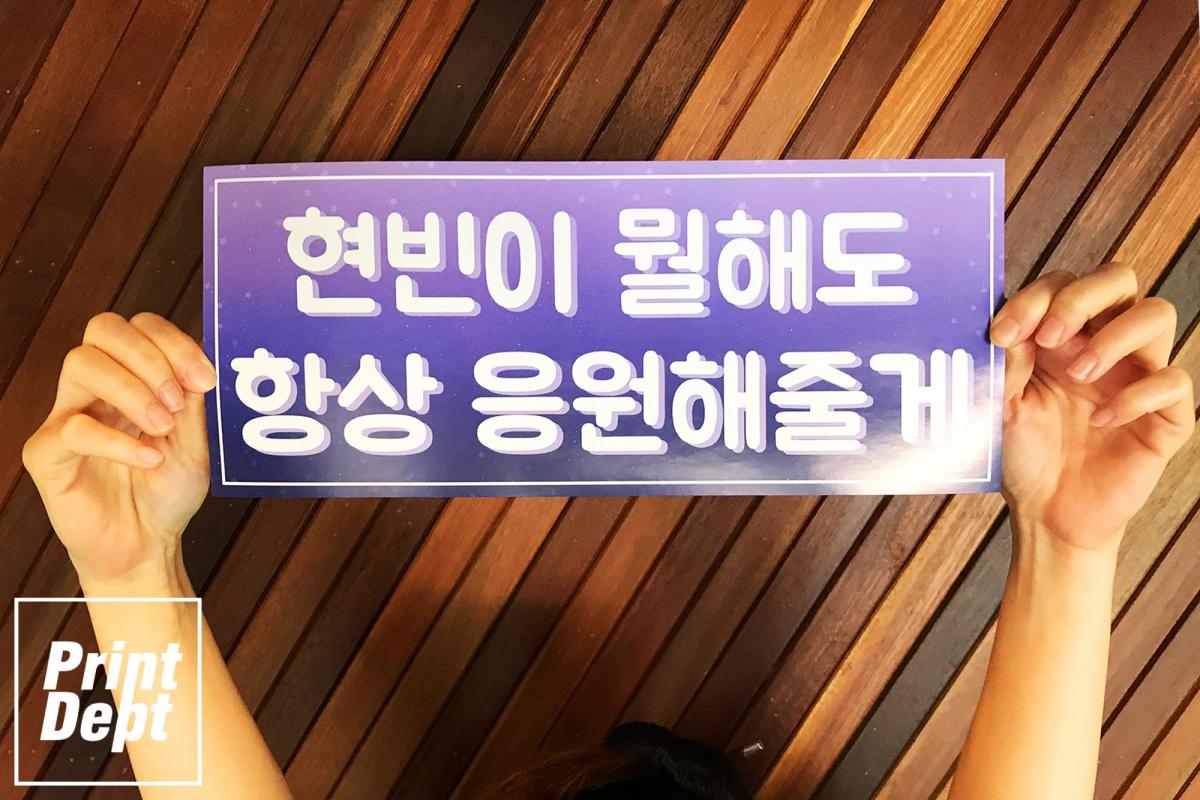 현빈이 뭘해도
항상 응원해줄게
Print
Dept